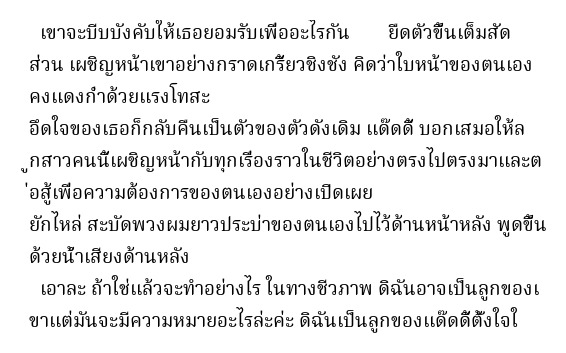 เขาจะบีบบังคับให้เธอยอมรับเพื่ออะไรกัน ยืดตัวขึ้นเต็มสัด
ส่วน เผชิญหน้าเขาอย่างกราดเกรี้ยวชิงชัง คิดว่าใบหน้าของตนเอง
คงแดงก่ำด้วยแรงโทสะ
อึดใจของเธอก็กลับคืนเป็นตัวของตัวดังเดิม แด๊ดดี้ บอกเสมอให้ล
ูกสาวคนนี้เผชิญหน้ากับทุกเรื่องราวในชีวิตอย่างตรงไปตรงมาและต
่อสู้เพื่อความต้องการของตนเองอย่างเปิดเผย
ยักไหล่ สะบัดพวงผมยาวประบ่าของตนเองไปไว้ด้านหน้าหลัง พูดขึ้น
ด้วยน้ำเสียงด้านหลัง
เอาละ ถ้าใช่แล้วจะทำอย่างไร ในทางชีวภาพ ดิฉันอาจเป็นลูกของเ
ขาแต่มันจะมีความหมายอะไรล่ะค่ะ ดิฉันเป็นลูกของแด๊ดดี้ตั้งใจใ